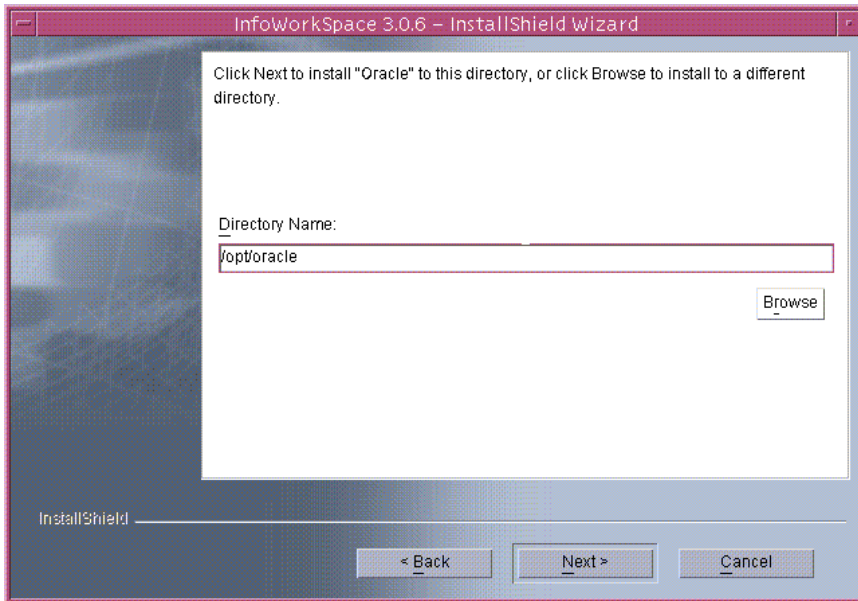 InfoWorkSpace 3.0.6 – InstallShield Wizard
Click Next to install "Oracle" to this directory, or click Browse to install to a different
directory.
Directory Name:
/opt/oracle
Browse
InstallShield
< Back
Next >
Cancel